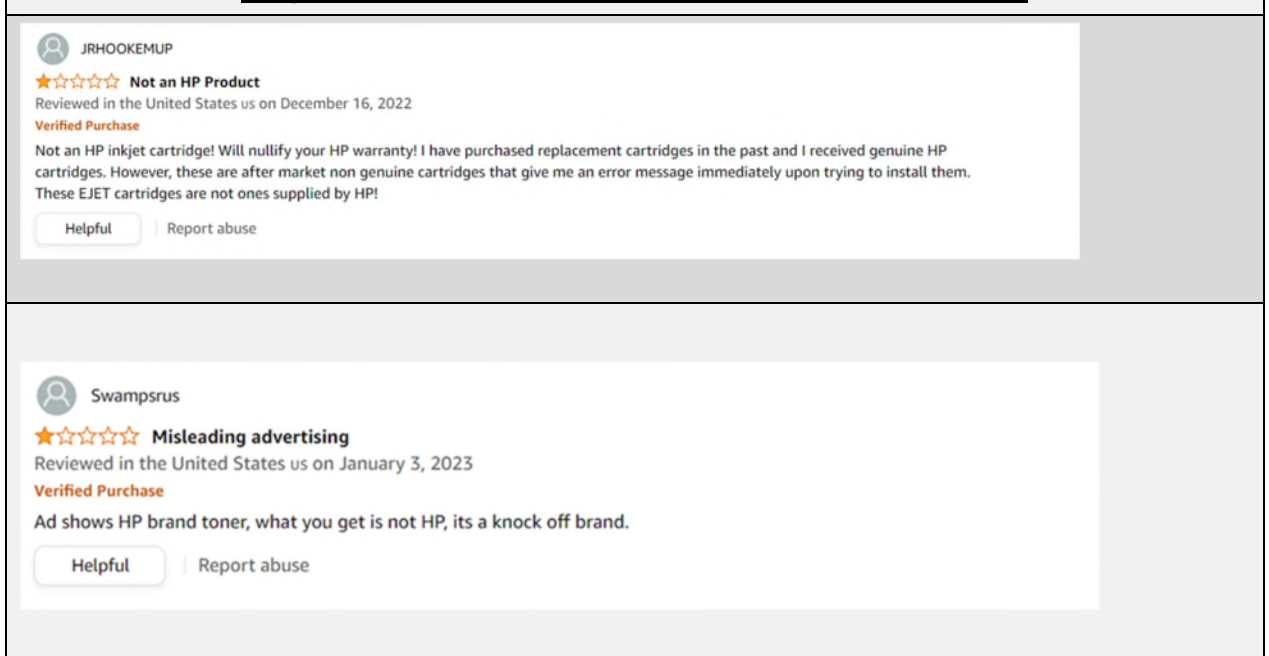 JRHOOKEMUP
Not an HP Product
Reviewed in the United States us on December 16, 2022
Verified Purchase
Not an HP inkjet cartridge! Will nullify your HP warranty! I have purchased replacement cartridges in the past and I received genuine HP
cartridges. However, these are after market non genuine cartridges that give me an error message immediately upon trying to install them.
These EJET cartridges are not ones supplied by HP!
Helpful Report abuse
Swampsrus
Misleading advertising
Reviewed in the United States us on January 3, 2023
Verified Purchase
Ad shows HP brand toner, what you get is not HP, its a knock off brand.
Helpful Report abuse